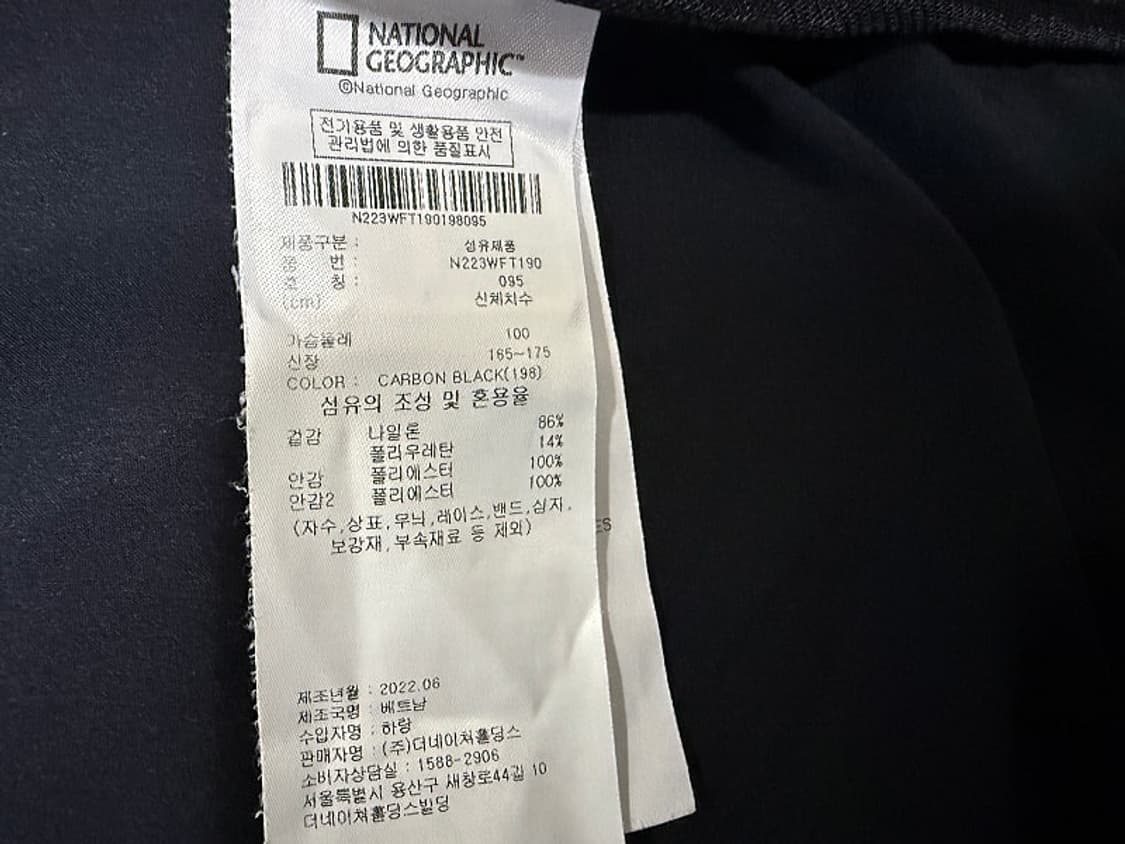 NATIONAL
GEOGRAPHIC™
©National Geographic
전기용품 및 생활용품 안전
관리법에 의한 품질표시
N223WFT190198095
제품구분 : 섬유제품
품 번 : N223WFT190
호 칭 : 095
(cm) 신체치수
가슴둘레 100
신장 165~175
COLOR : CARBON BLACK(198)
섬유의 조성 및 혼용율
겉감 나일론 86%
폴리우레탄 14%
안감 폴리에스터 100%
안감2 폴리에스터 100%
(자수,상표,무늬,레이스,밴드,심자,
보강재,부속재료 등 제외)
ES
제조년월 : 2022.06
제조국명 : 베트남
수입자명 : 하랑
판매자명 : (주)더네이쳐홀딩스
소비자상담실 : 1588-2906
서울특별시 용산구 새창로44길 10
더네이쳐홀딩스빌딩